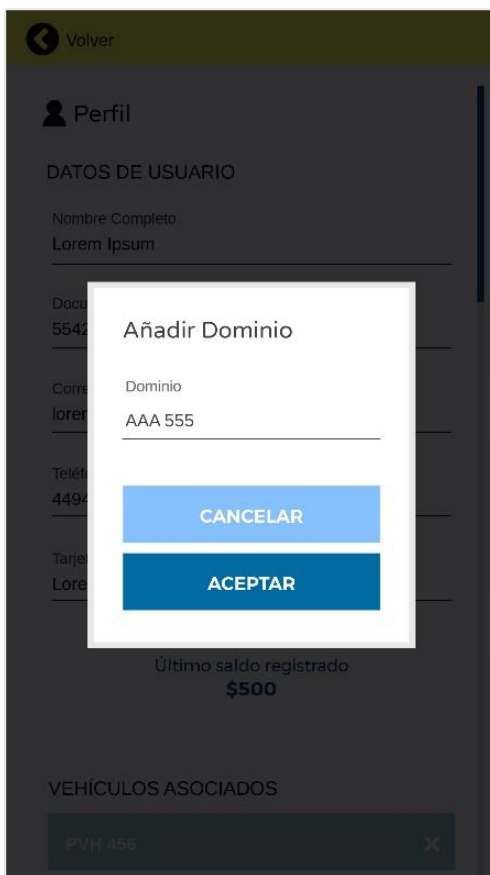 Volver
Perfil
DATOS DE USUARIO
Nombre Completo
Lorem Ipsum
Añadir Dominio
Dominio
AAA 555
CANCELAR
ACEPTAR
Último saldo registrado
$500
VEHÍCULOS ASOCIADOS
PVH 456